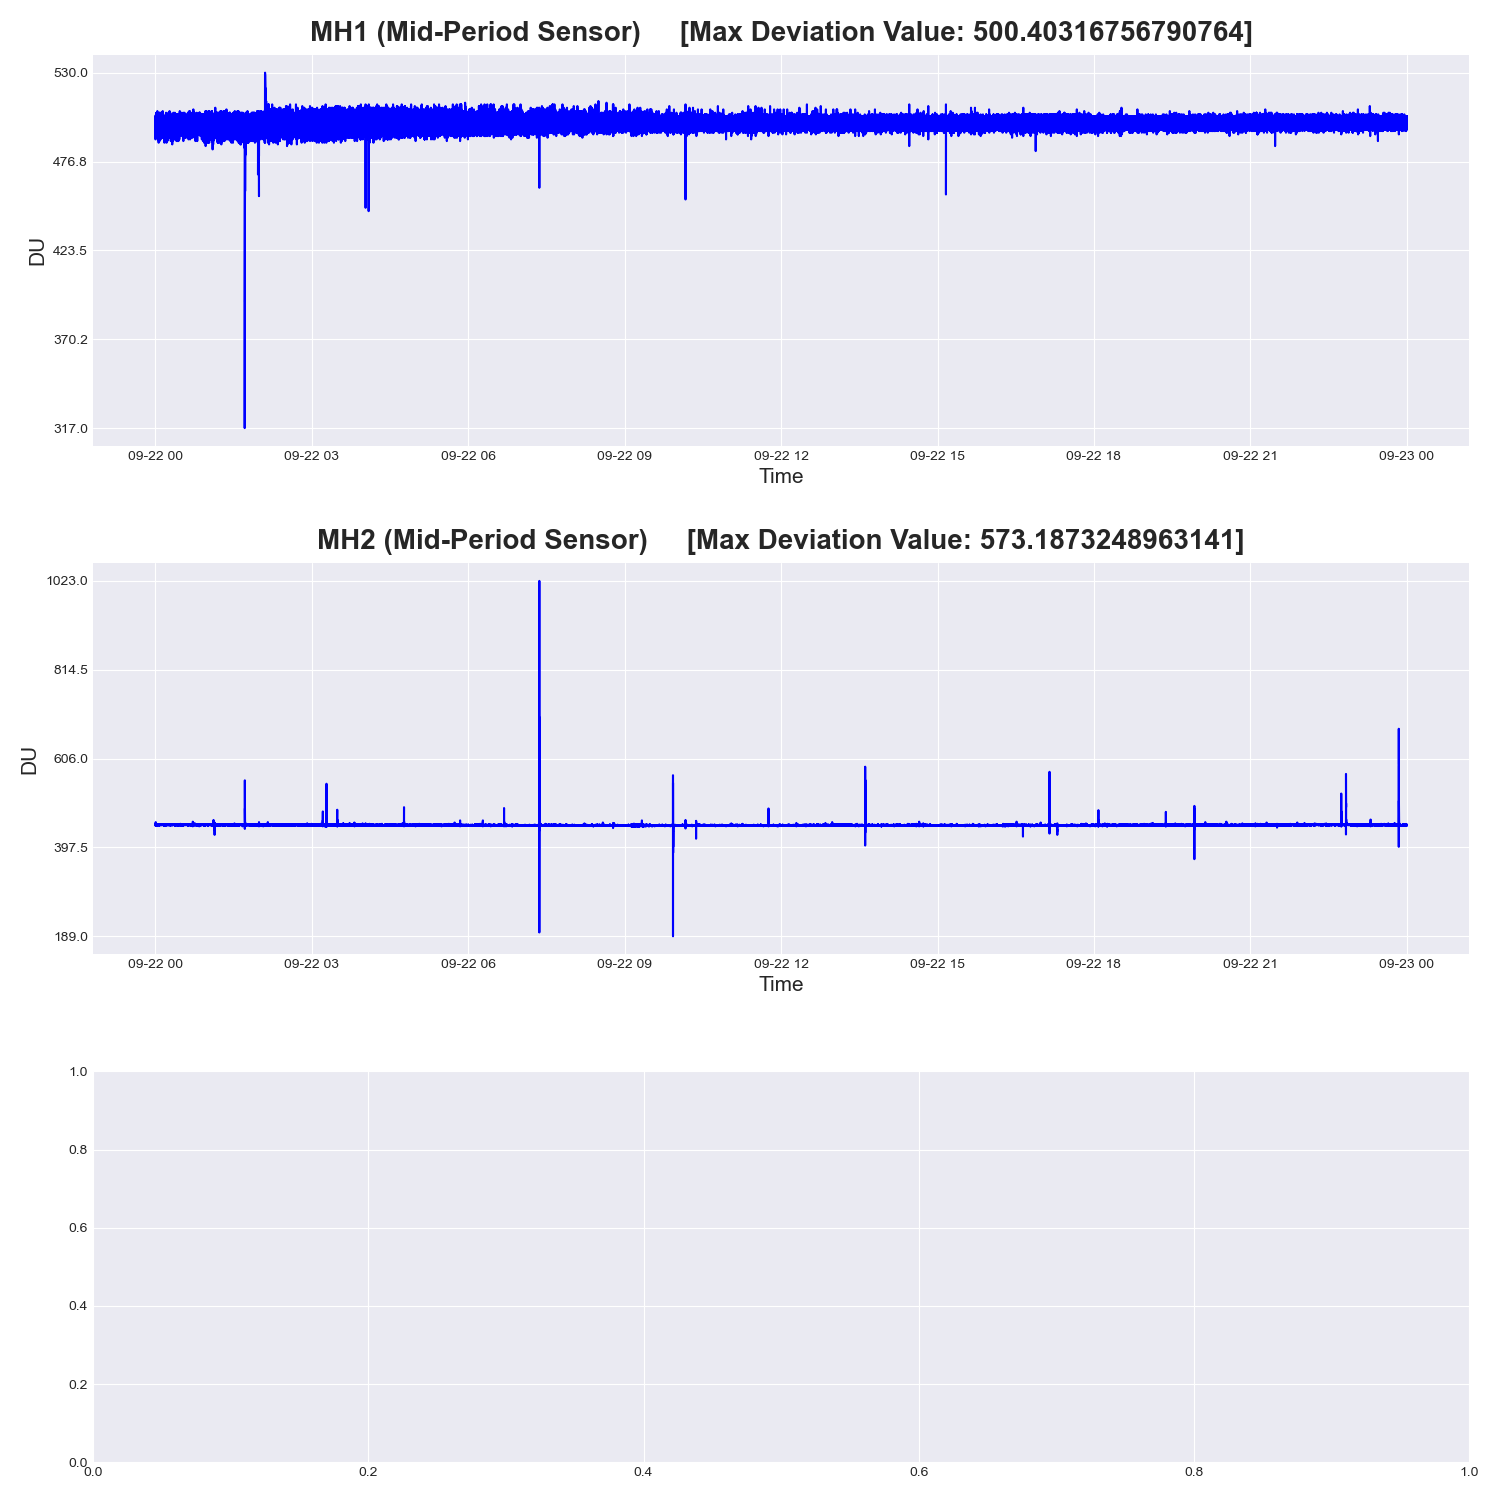 MH1 (Mid-Period Sensor) [Max Deviation Value: 500.40316756790764]
530.0
476.8
423.5
370.2
317.0
DU
09-22 00 09-22 03 09-22 06 09-22 09 09-22 12 09-22 15 09-22 18 09-22 21 09-23 00
Time
MH2 (Mid-Period Sensor) [Max Deviation Value: 573.1873248963141]
1023.0
814.5
606.0
397.5
189.0
DU
09-22 00 09-22 03 09-22 06 09-22 09 09-22 12 09-22 15 09-22 18 09-22 21 09-23 00
Time
1.0
0.8
0.6
0.4
0.2
0.0
0.0 0.2 0.4 0.6 0.8 1.0